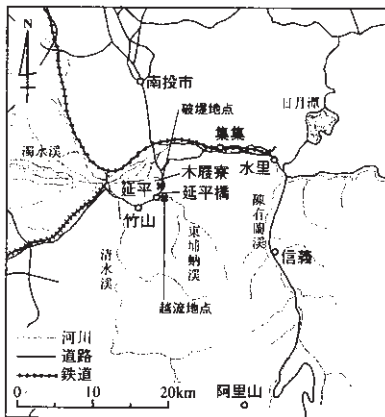 N
南投市
破堤地点
日月潭
集集
水里
木屐寮
濁水渓
延平
延平橋
竹山
東埔蚋渓
陳有蘭渓
清水渓
信義
越流地点
河川
道路
鉄道
0 10 20km
阿里山